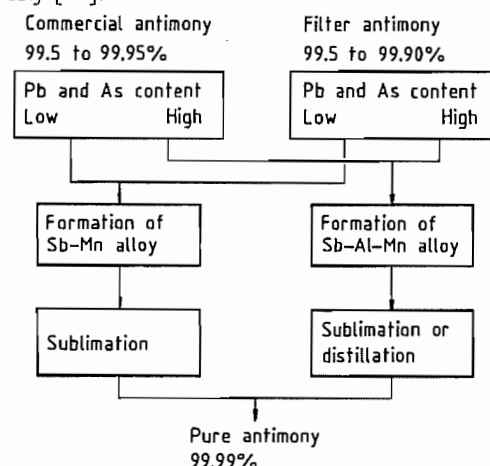 Commercial antimony
99.5 to 99.95%
Filter antimony
99.5 to 99.90%
Pb and As content
Low High
Pb and As content
Low High
Formation of
Sb-Mn alloy
Formation of
Sb-Al-Mn alloy
Sublimation
Sublimation or
distillation
Pure antimony
99.99%